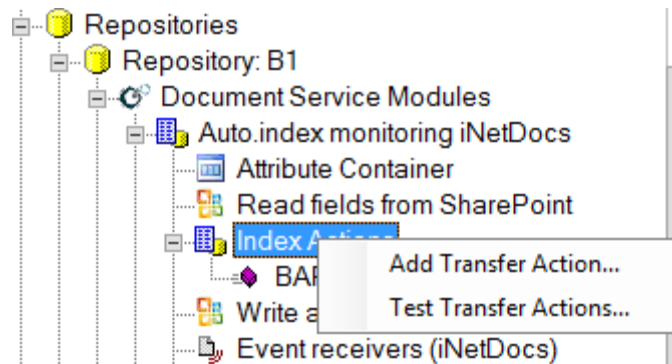 Repositories
Repository: B1
Document Service Modules
Auto.index monitoring iNetDocs
Attribute Container
Read fields from SharePoint
Index Actions
Add Transfer Action...
Test Transfer Actions...
Write
Event receivers (iNetDocs)